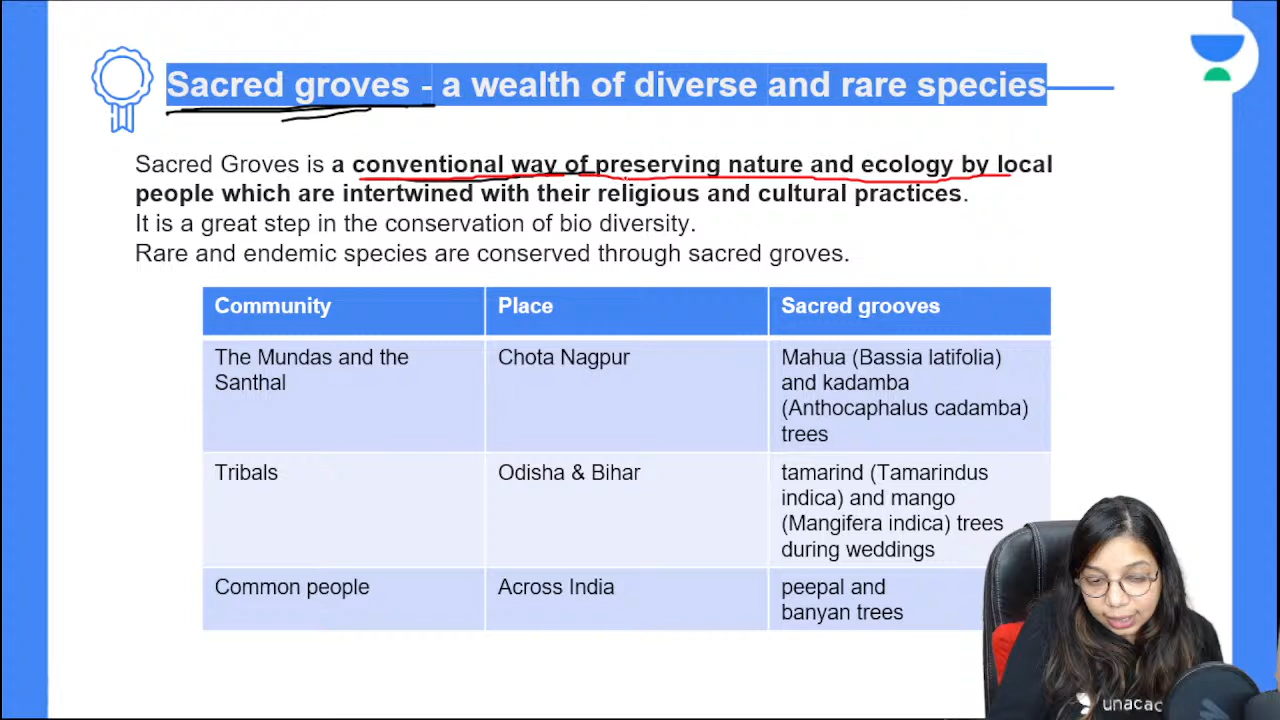 Sacred groves - a wealth of diverse and rare species
Sacred Groves is a conventional way of preserving nature and ecology by local
people which are intertwined with their religious and cultural practices.
It is a great step in the conservation of bio diversity.
Rare and endemic species are conserved through sacred groves.
Community Place Sacred grooves
The Mundas and the
Santhal
Chota Nagpur
Mahua (Bassia latifolia)
and kadamba
(Anthocaphalus cadamba)
trees
Tribals
Odisha & Bihar
tamarind (Tamarindus
indica) and mango
(Mangifera indica) trees
during weddings
Common people
Across India
peepal and
banyan trees
unacac